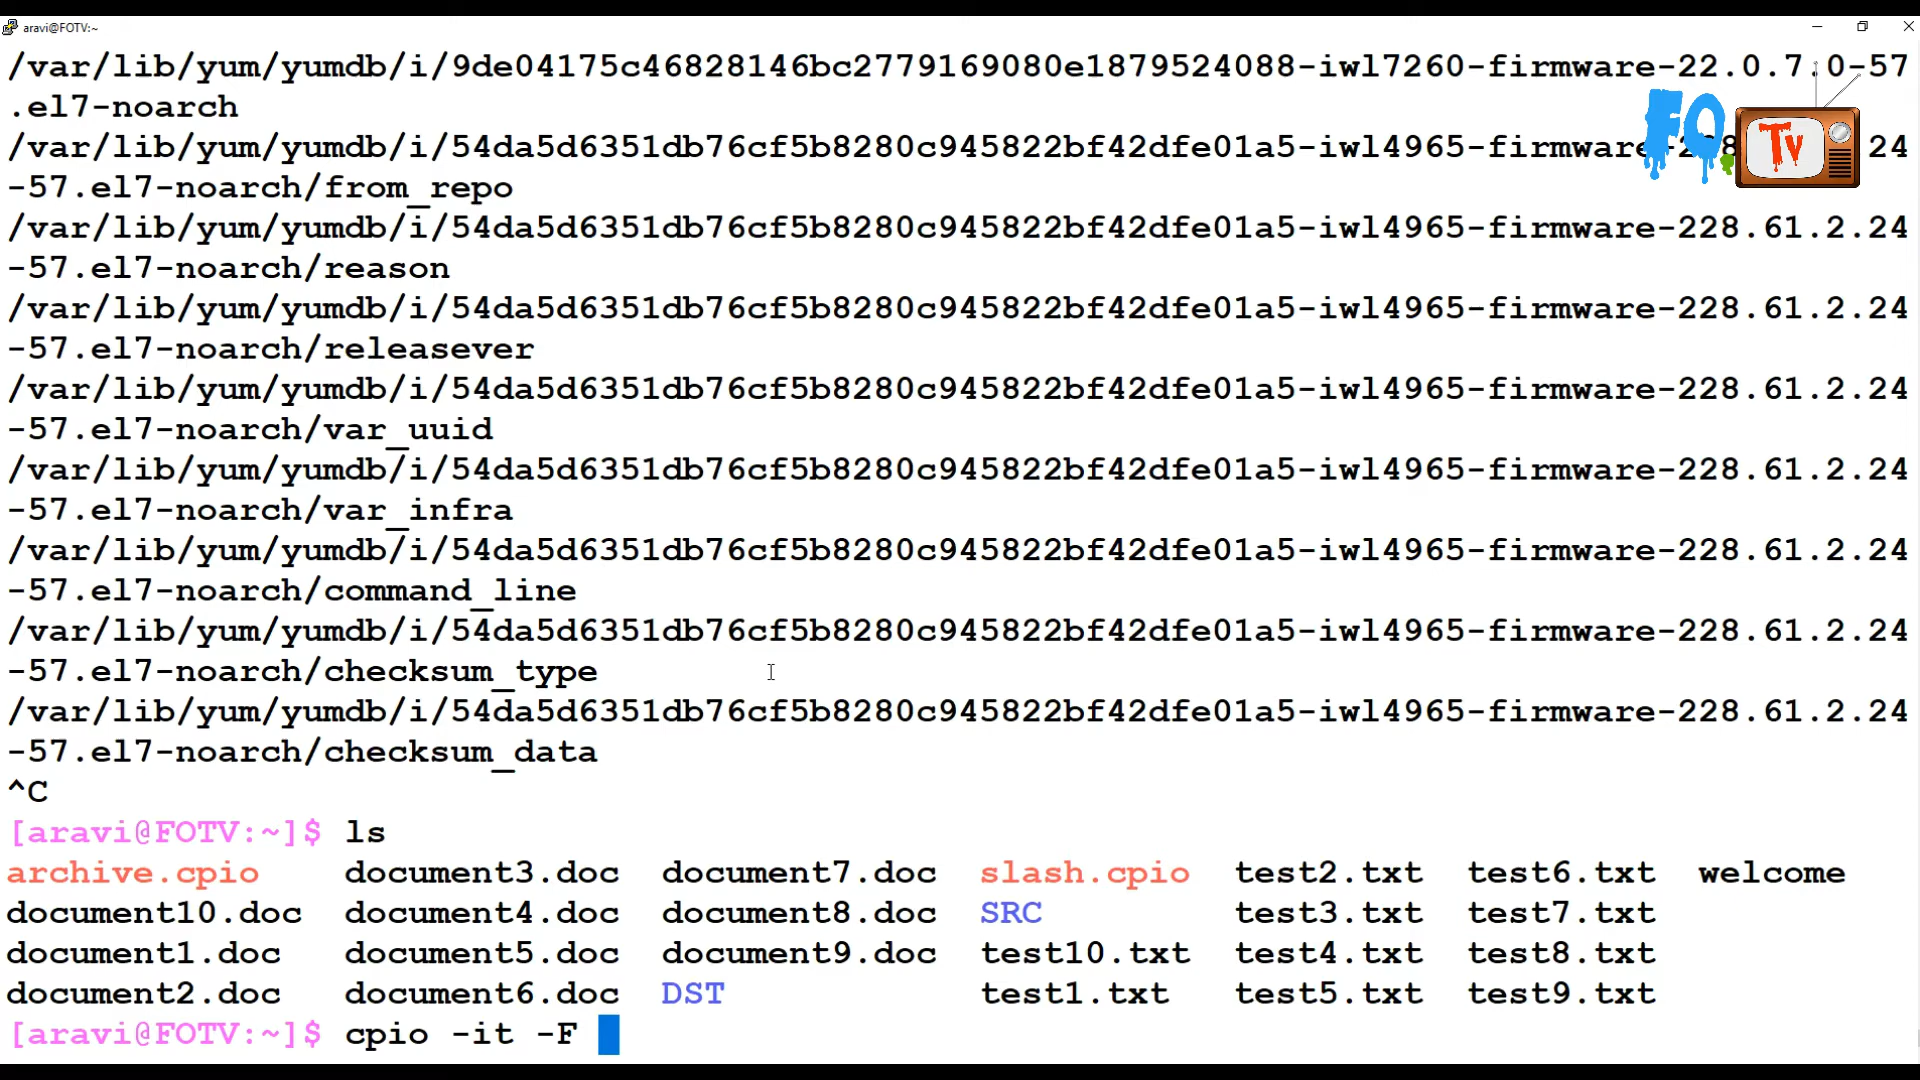 aravi@FOTV:~
/var/lib/yum/yumdb/i/9de04175c46828146bc2779169080e1879524088-iwl7260-firmware-22.0.7.0-57
.el7-noarch
/var/lib/yum/yumdb/i/54da5d6351db76cf5b8280c945822bf42dfe01a5-iwl4965-firmware-228 24
-57.el7-noarch/from_repo
/var/lib/yum/yumdb/i/54da5d6351db76cf5b8280c945822bf42dfe01a5-iwl4965-firmware-228.61.2.24
-57.el7-noarch/reason
/var/lib/yum/yumdb/i/54da5d6351db76cf5b8280c945822bf42dfe01a5-iwl4965-firmware-228.61.2.24
-57.el7-noarch/releasever
/var/lib/yum/yumdb/i/54da5d6351db76cf5b8280c945822bf42dfe01a5-iwl4965-firmware-228.61.2.24
-57.el7-noarch/var_uuid
/var/lib/yum/yumdb/i/54da5d6351db76cf5b8280c945822bf42dfe01a5-iwl4965-firmware-228.61.2.24
-57.el7-noarch/var_infra
/var/lib/yum/yumdb/i/54da5d6351db76cf5b8280c945822bf42dfe01a5-iwl4965-firmware-228.61.2.24
-57.el7-noarch/command_line
/var/lib/yum/yumdb/i/54da5d6351db76cf5b8280c945822bf42dfe01a5-iwl4965-firmware-228.61.2.24
-57.el7-noarch/checksum_type
/var/lib/yum/yumdb/i/54da5d6351db76cf5b8280c945822bf42dfe01a5-iwl4965-firmware-228.61.2.24
-57.el7-noarch/checksum_data
^C
[aravi@FOTV:~]$ ls
archive.cpio document3.doc document7.doc slash.cpio test2.txt test6.txt welcome
document10.doc document4.doc document8.doc SRC test3.txt test7.txt
document1.doc document5.doc document9.doc test10.txt test4.txt test8.txt
document2.doc document6.doc DST test1.txt test5.txt test9.txt
[aravi@FOTV:~]$ cpio -it -F
FO Tv